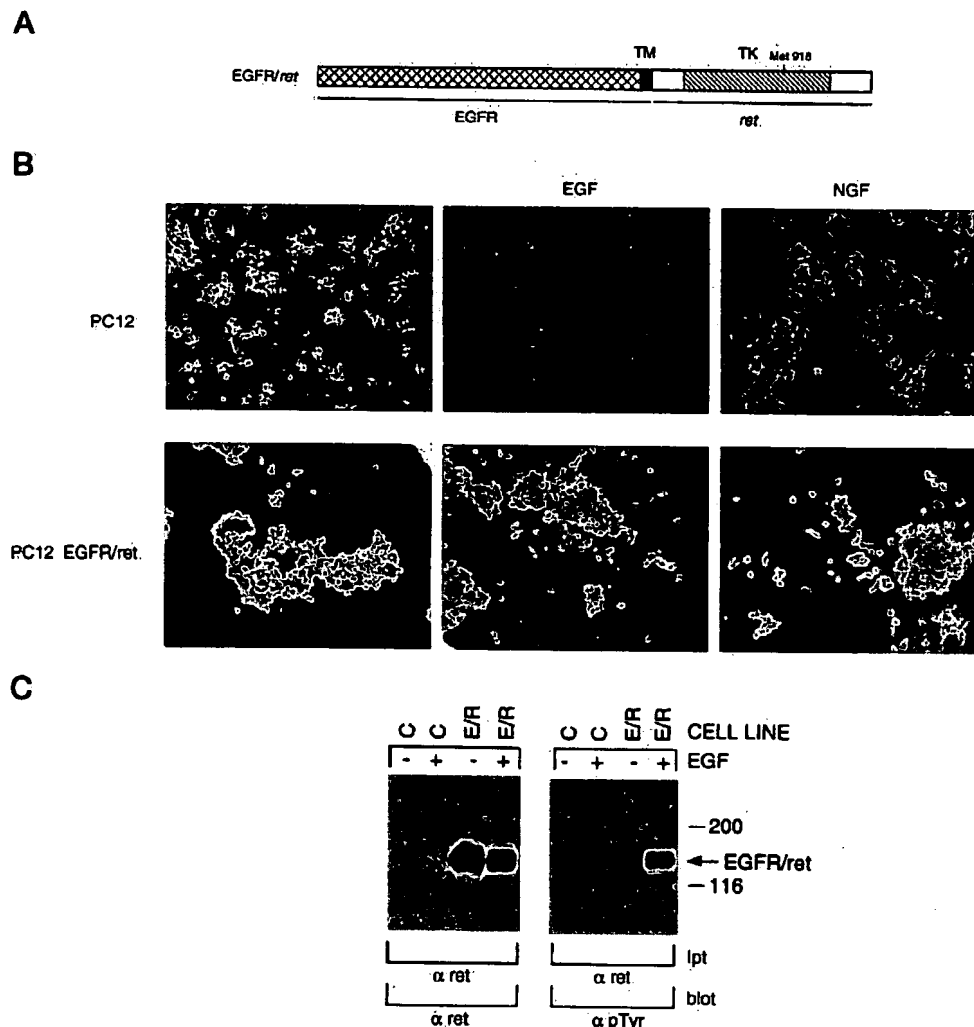 A
TM TK Met 918
EGFR/ret
EGFR ret.
B
EGF NGF
PC12
PC12 EGFR/ret.
C
C C E/R E/R CELL LINE
- + - + - + - + EGF
C C E/R E/R
—200
← EGFR/ret
—116
α ret α ret Ipt
α ret α pTyr blot